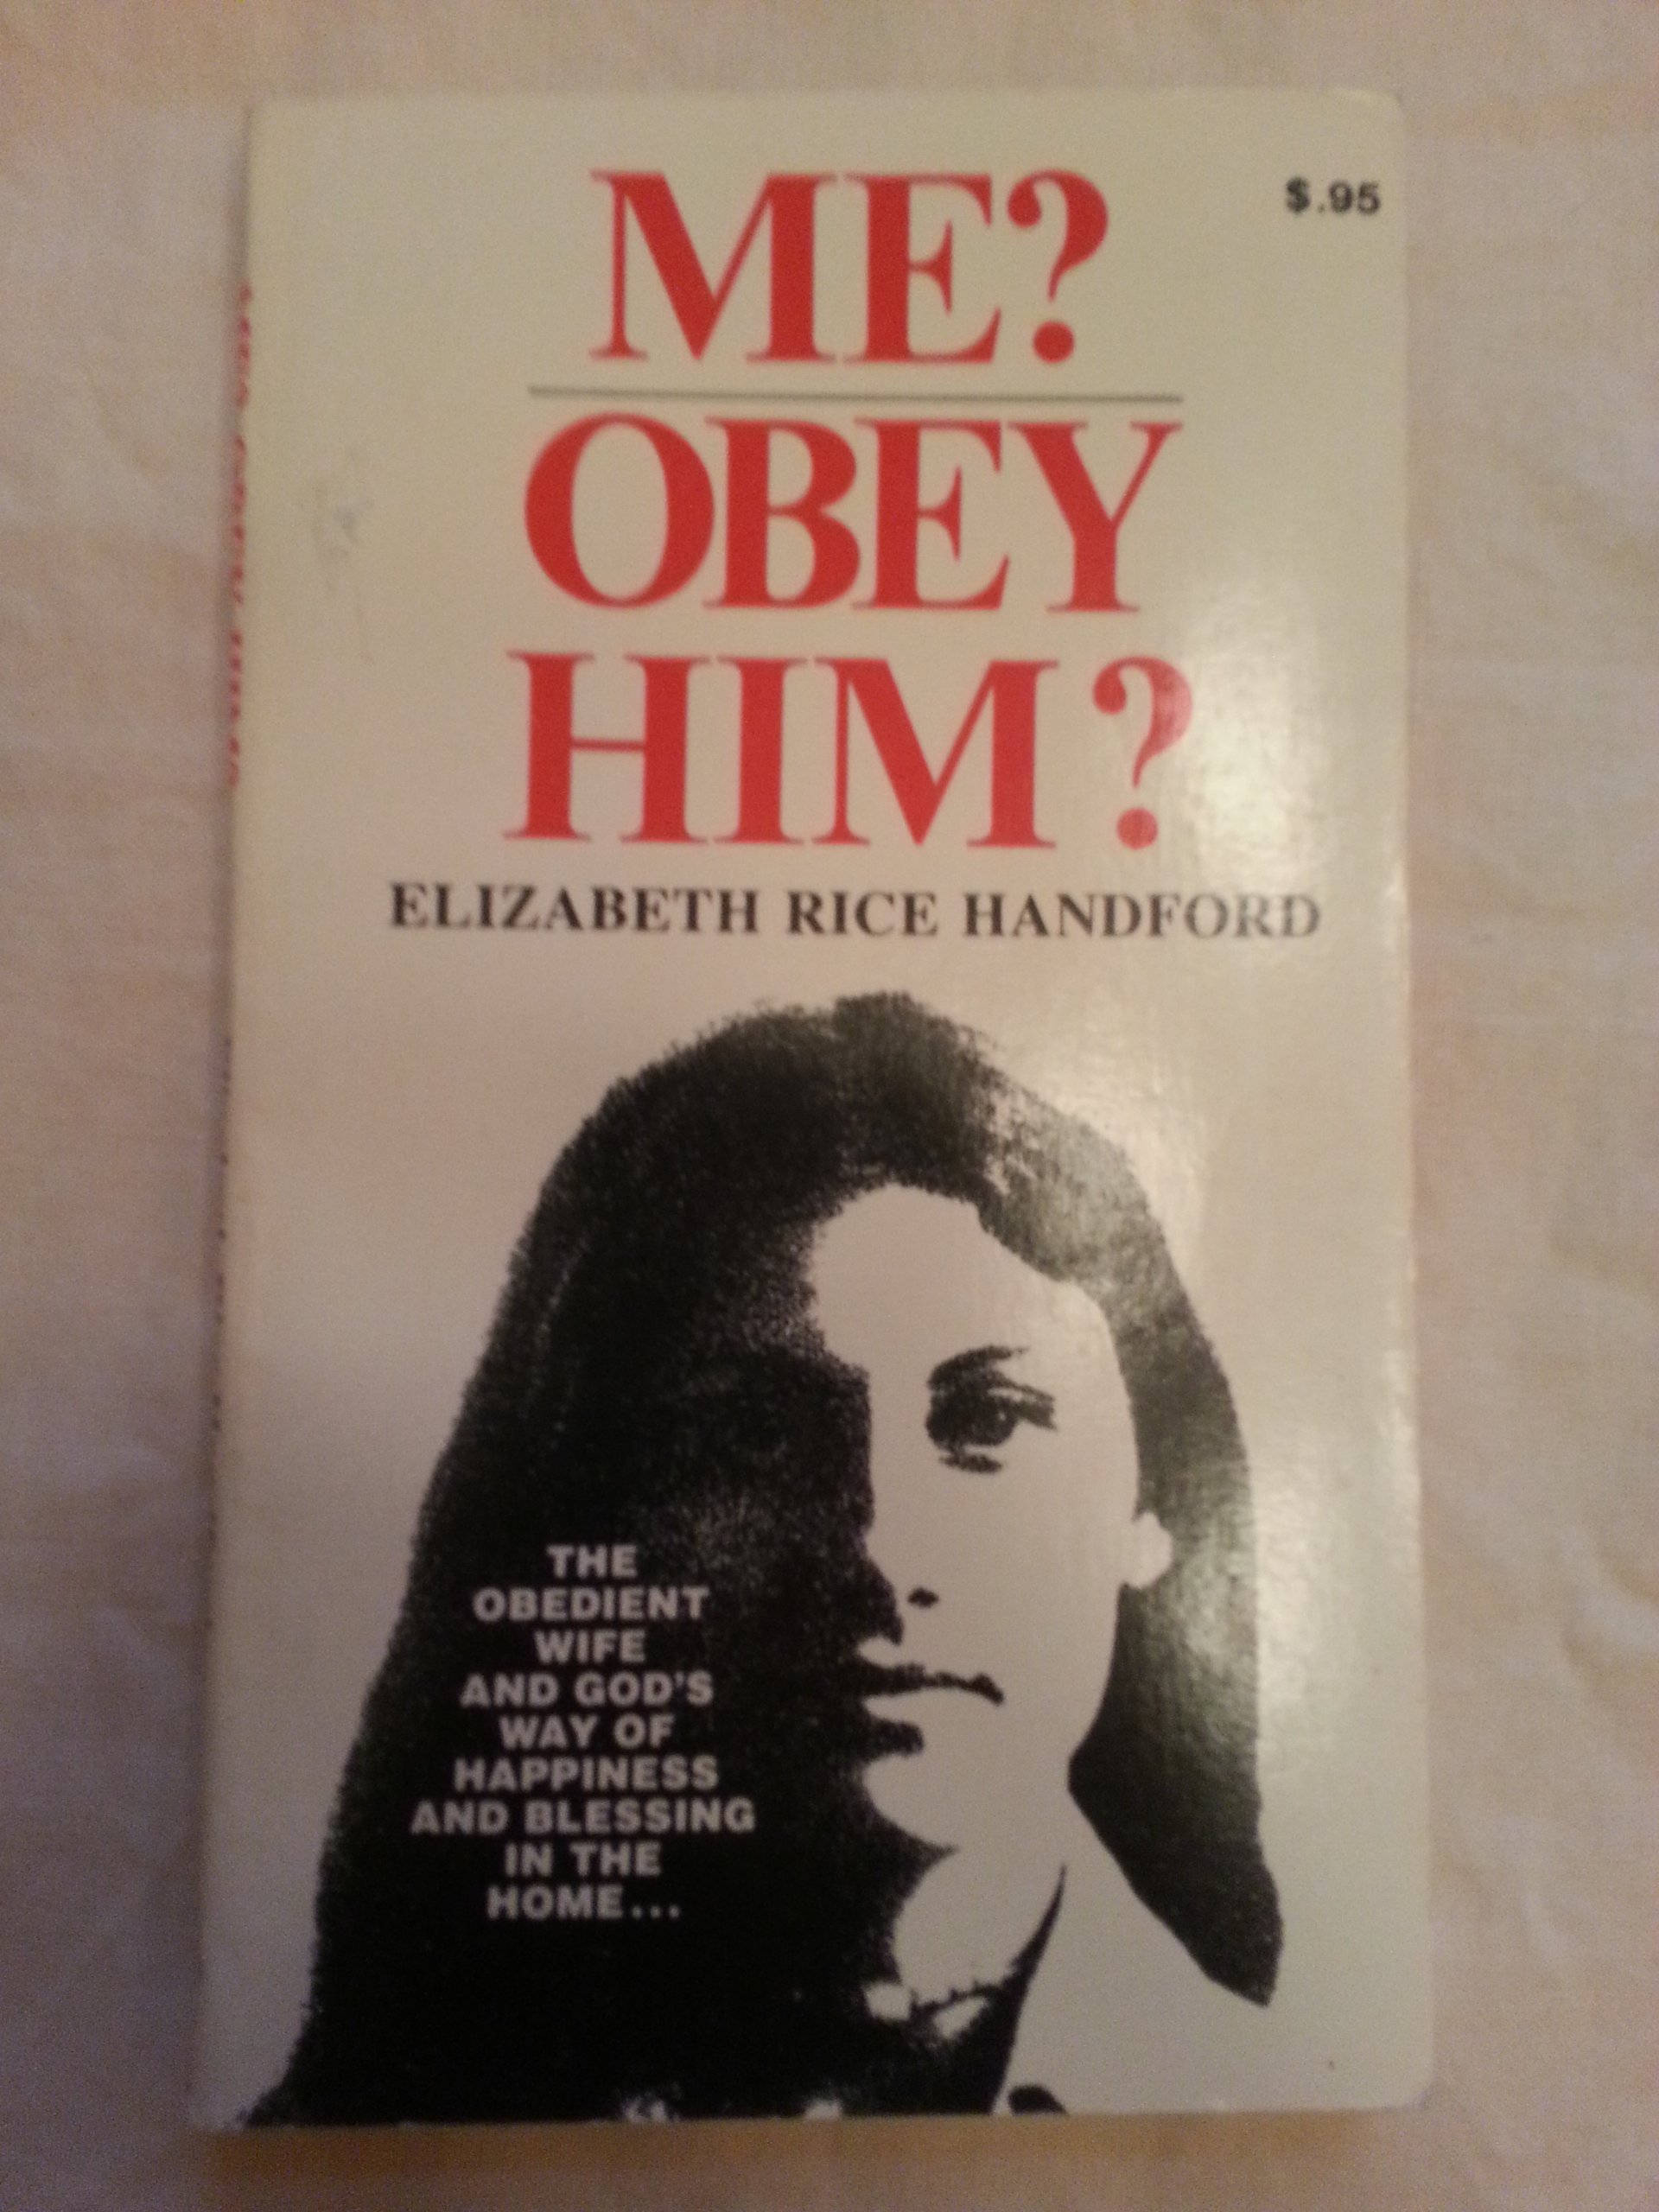 $.95
ME?
OBEY
HIM?
ELIZABETH RICE HANDFORD
THE
OBEDIENT
WIFE
AND GOD'S
WAY OF
HAPPINESS
AND BLESSING
IN THE
HOME...